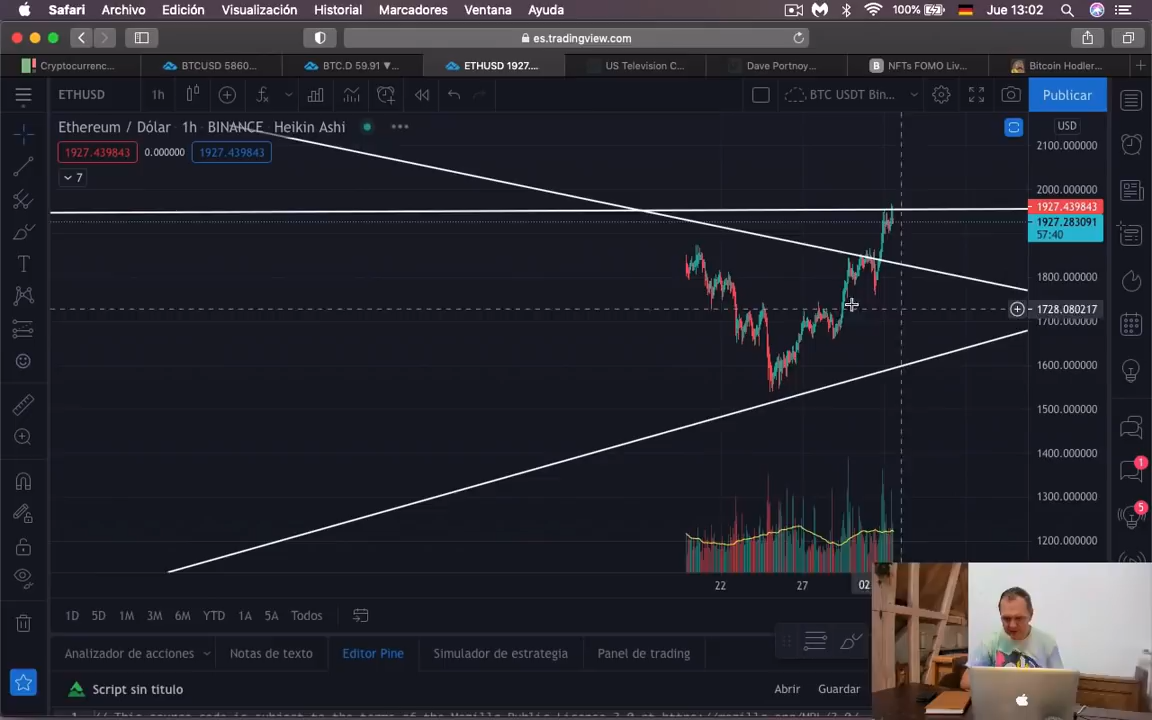 Safari Archivo Edición Visualización Historial Marcadores Ventana Ayuda 100% Jue 13:02
es.tradingview.com
Cryptocurrenc... BTCUSD 5860... BTC.D 59.91 ▼... ETHUSD 1927.... US Television C... Dave Portnoy... NFTs FOMO Liv... Bitcoin Hodler...
ETHUSD 1h BTC USDT Bin... Publicar
Ethereum / Dólar 1h BINANCE Heikin Ashi USD
1927.439843 0.000000 1927.439843
7
2100.000000
2000.000000
1927.439843
1927.283091
57:40
1800.000000
1728.080217
1700.000000
1600.000000
1500.000000
1400.000000
1300.000000
1200.000000
1
5
22 27 02
1D 5D 1M 3M 6M YTD 1A 5A Todos
Analizador de acciones Notas de texto Editor Pine Simulador de estrategia Panel de trading
Script sin título Abrir Guardar